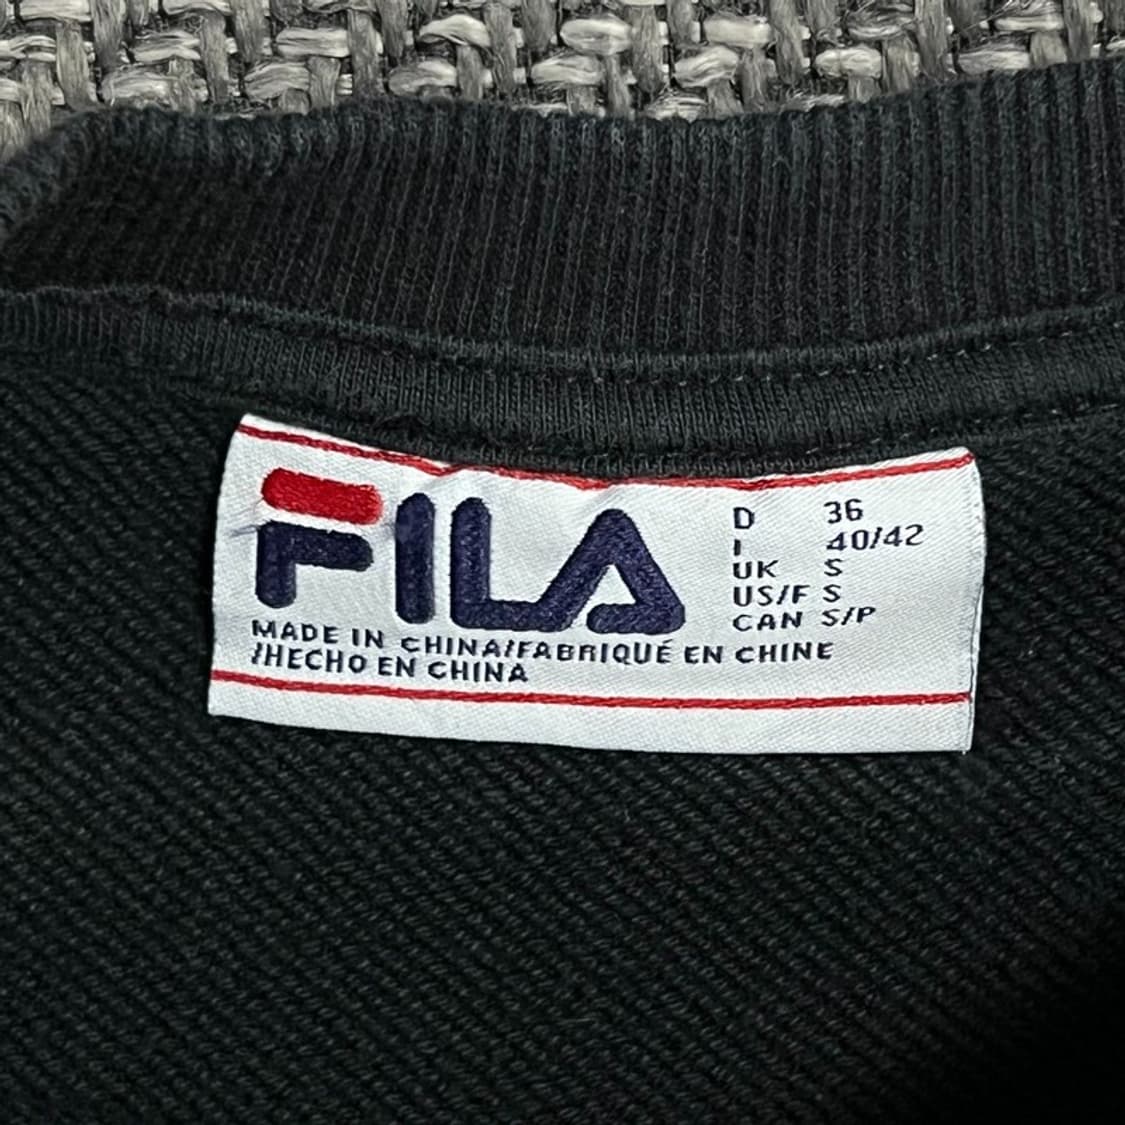 FILA
D 36
I 40/42
UK S
US/F S
CAN S/P
MADE IN CHINA/FABRIQUÉ EN CHINE
/HECHO EN CHINA